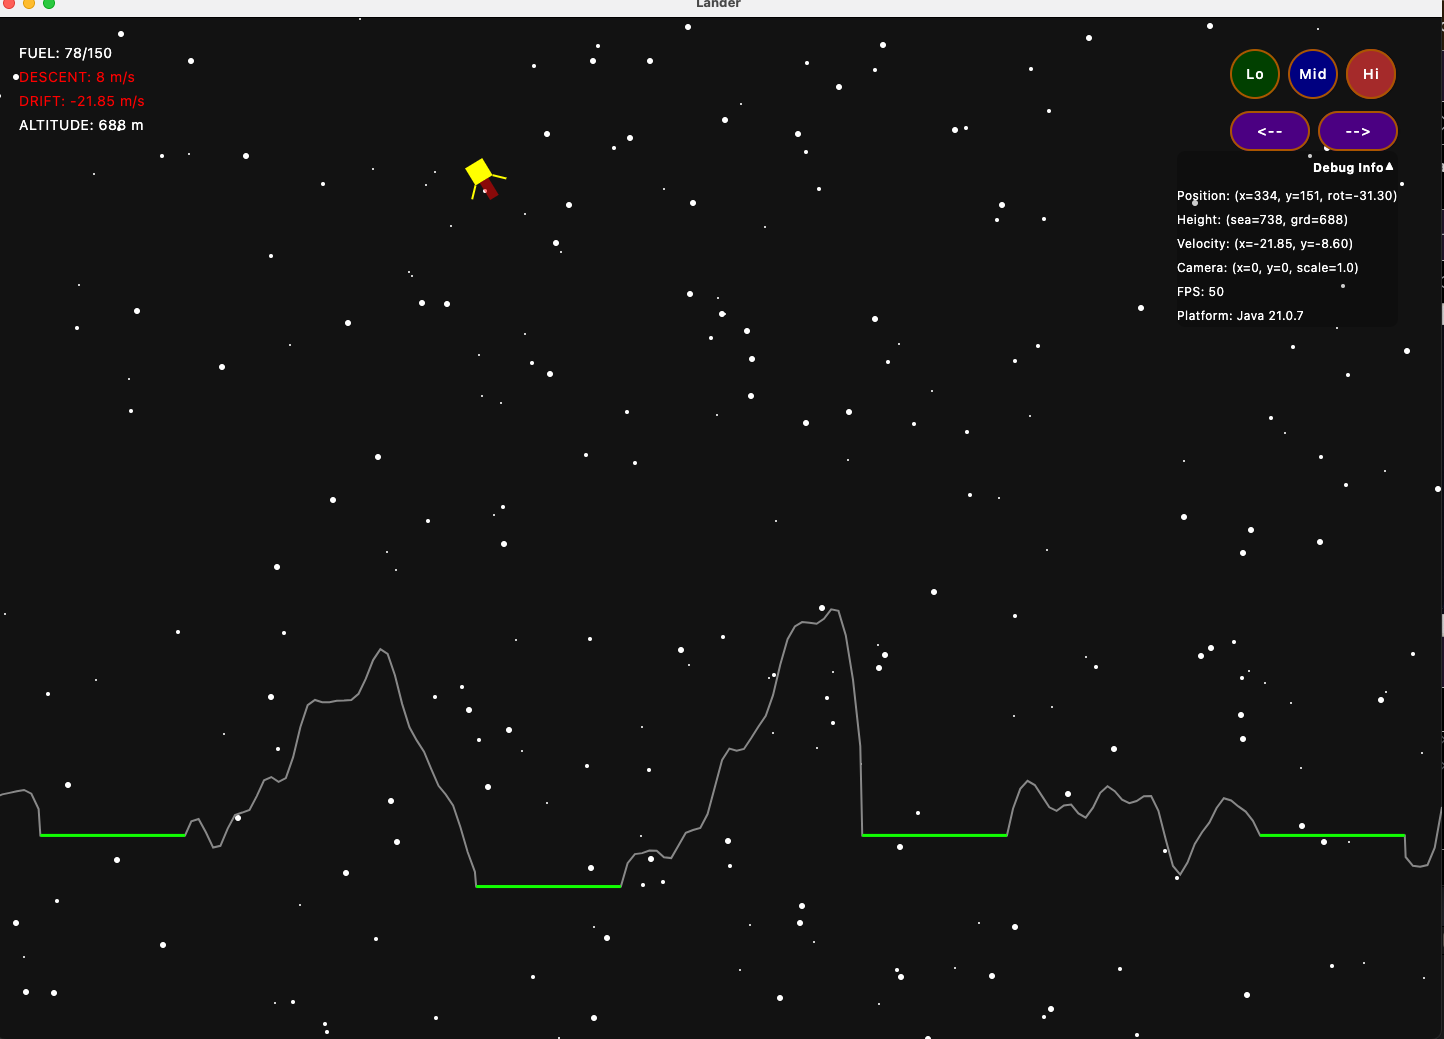 Lander
FUEL: 78/150
DESCENT: 8 m/s
DRIFT: -21.85 m/s
ALTITUDE: 688 m
Lo Mid Hi
<-- -->
Debug Info
Position: (x=334, y=151, rot=-31.30)
Height: (sea=738, grd=688)
Velocity: (x=-21.85, y=-8.60)
Camera: (x=0, y=0, scale=1.0)
FPS: 50
Platform: Java 21.0.7